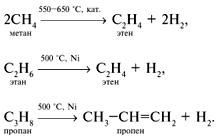 2CH₄ —550–650 °C, кат.→ C₂H₄ + 2H₂,
метан этен
C₂H₆ —500 °C, Ni→ C₂H₄ + H₂,
этан этен
C₃H₈ —500 °C, Ni→ CH₃—CH=CH₂ + H₂.
пропан пропен